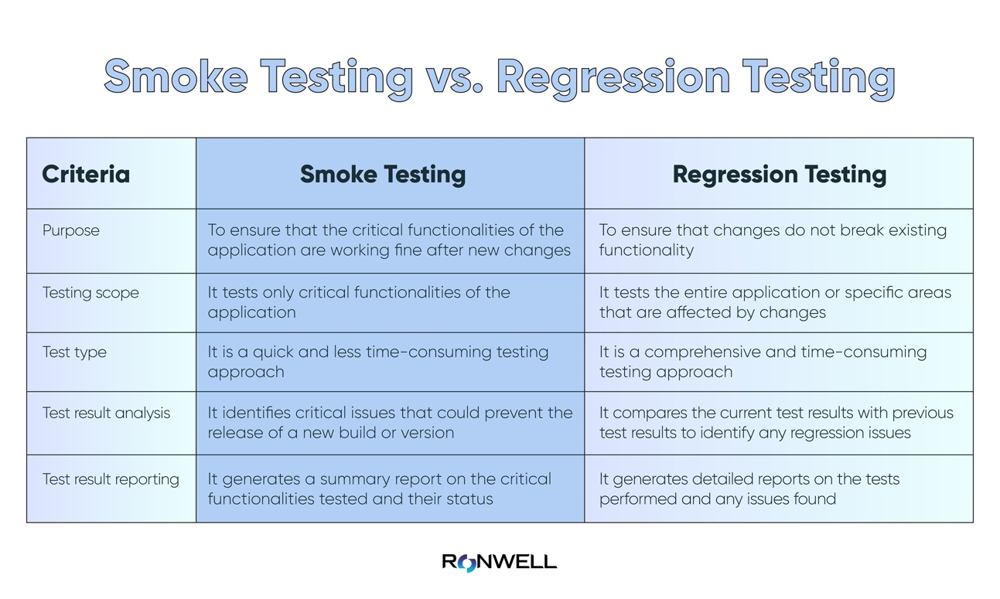 Smoke Testing vs. Regression Testing
Criteria
Smoke Testing
Regression Testing
Purpose
To ensure that the critical functionalities of the
application are working fine after new changes
To ensure that changes do not break existing
functionality
Testing scope
It tests only critical functionalities of the
application
It tests the entire application or specific areas
that are affected by changes
Test type
It is a quick and less time-consuming testing
approach
It is a comprehensive and time-consuming
testing approach
Test result analysis
It identifies critical issues that could prevent the
release of a new build or version
It compares the current test results with previous
test results to identify any regression issues
Test result reporting
It generates a summary report on the critical
functionalities tested and their status
It generates detailed reports on the tests
performed and any issues found
RONWELL